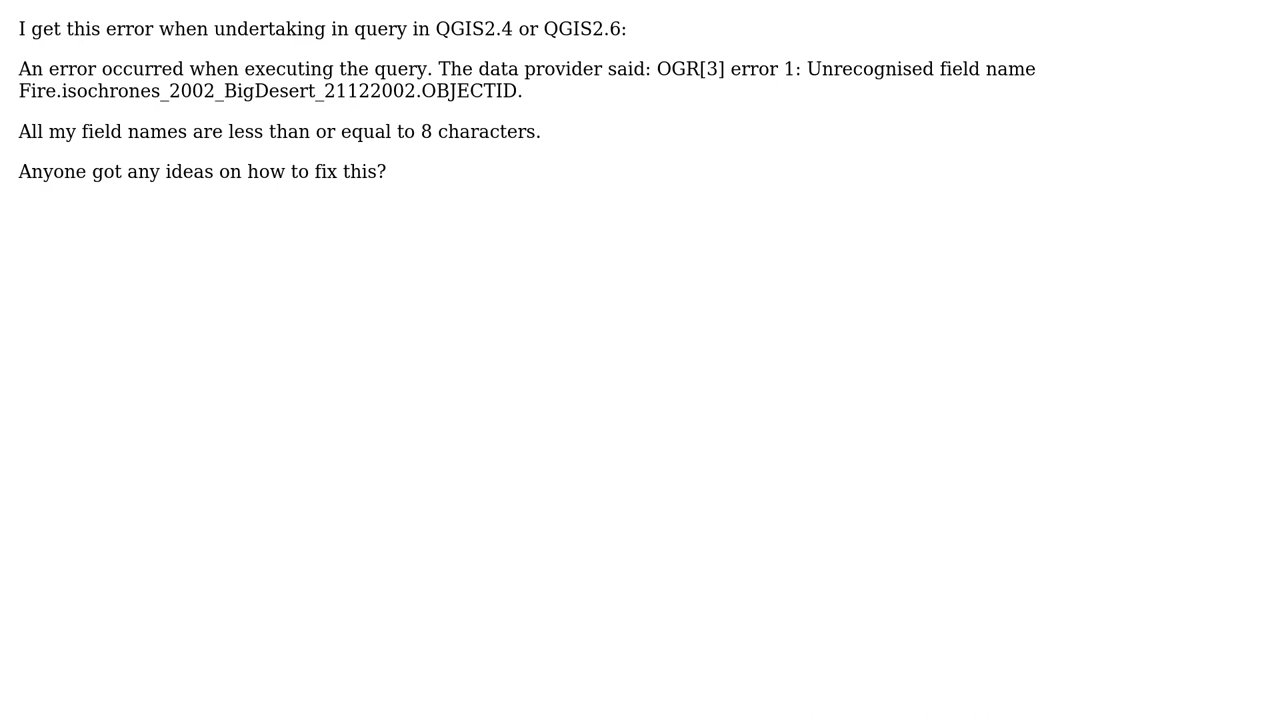 I get this error when undertaking in query in QGIS2.4 or QGIS2.6:
An error occurred when executing the query. The data provider said: OGR[3] error 1: Unrecognised field name
Fire.isochrones_2002_BigDesert_21122002.OBJECTID.
All my field names are less than or equal to 8 characters.
Anyone got any ideas on how to fix this?